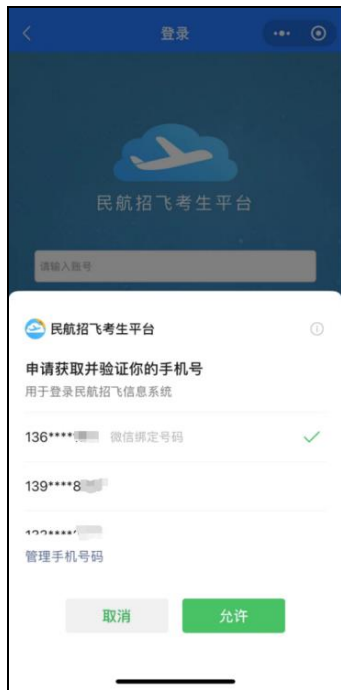 登录
民航招飞考生平台
请输入账号
民航招飞考生平台
申请获取并验证你的手机号
用于登录民航招飞信息系统
136**** 微信绑定号码
139****8
管理手机号码
取消
允许